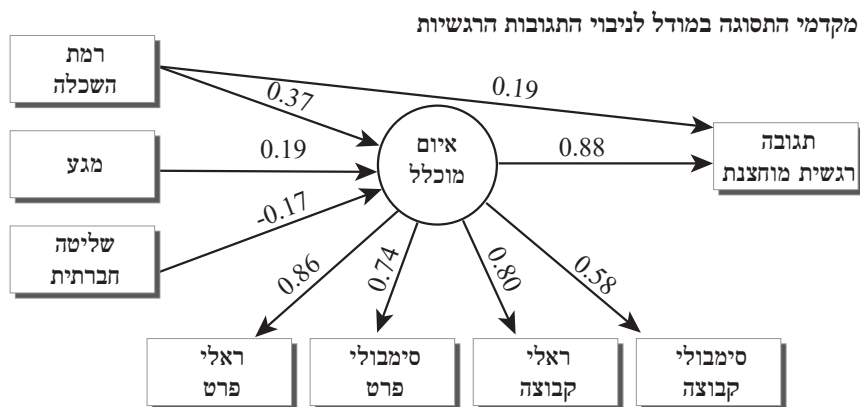 מקדמי התסוגה במודל לניבוי התגובות הרגשיות
רמת
השכלה
0.37
0.19
מגע
0.19
איום
מוכלל
0.88
תגובה
רגשית מוחצנת
שליטה
חברתית
-0.17
0.86
0.74
0.80
0.58
ראלי
פרט
סימבולי
פרט
ראלי
קבוצה
סימבולי
קבוצה